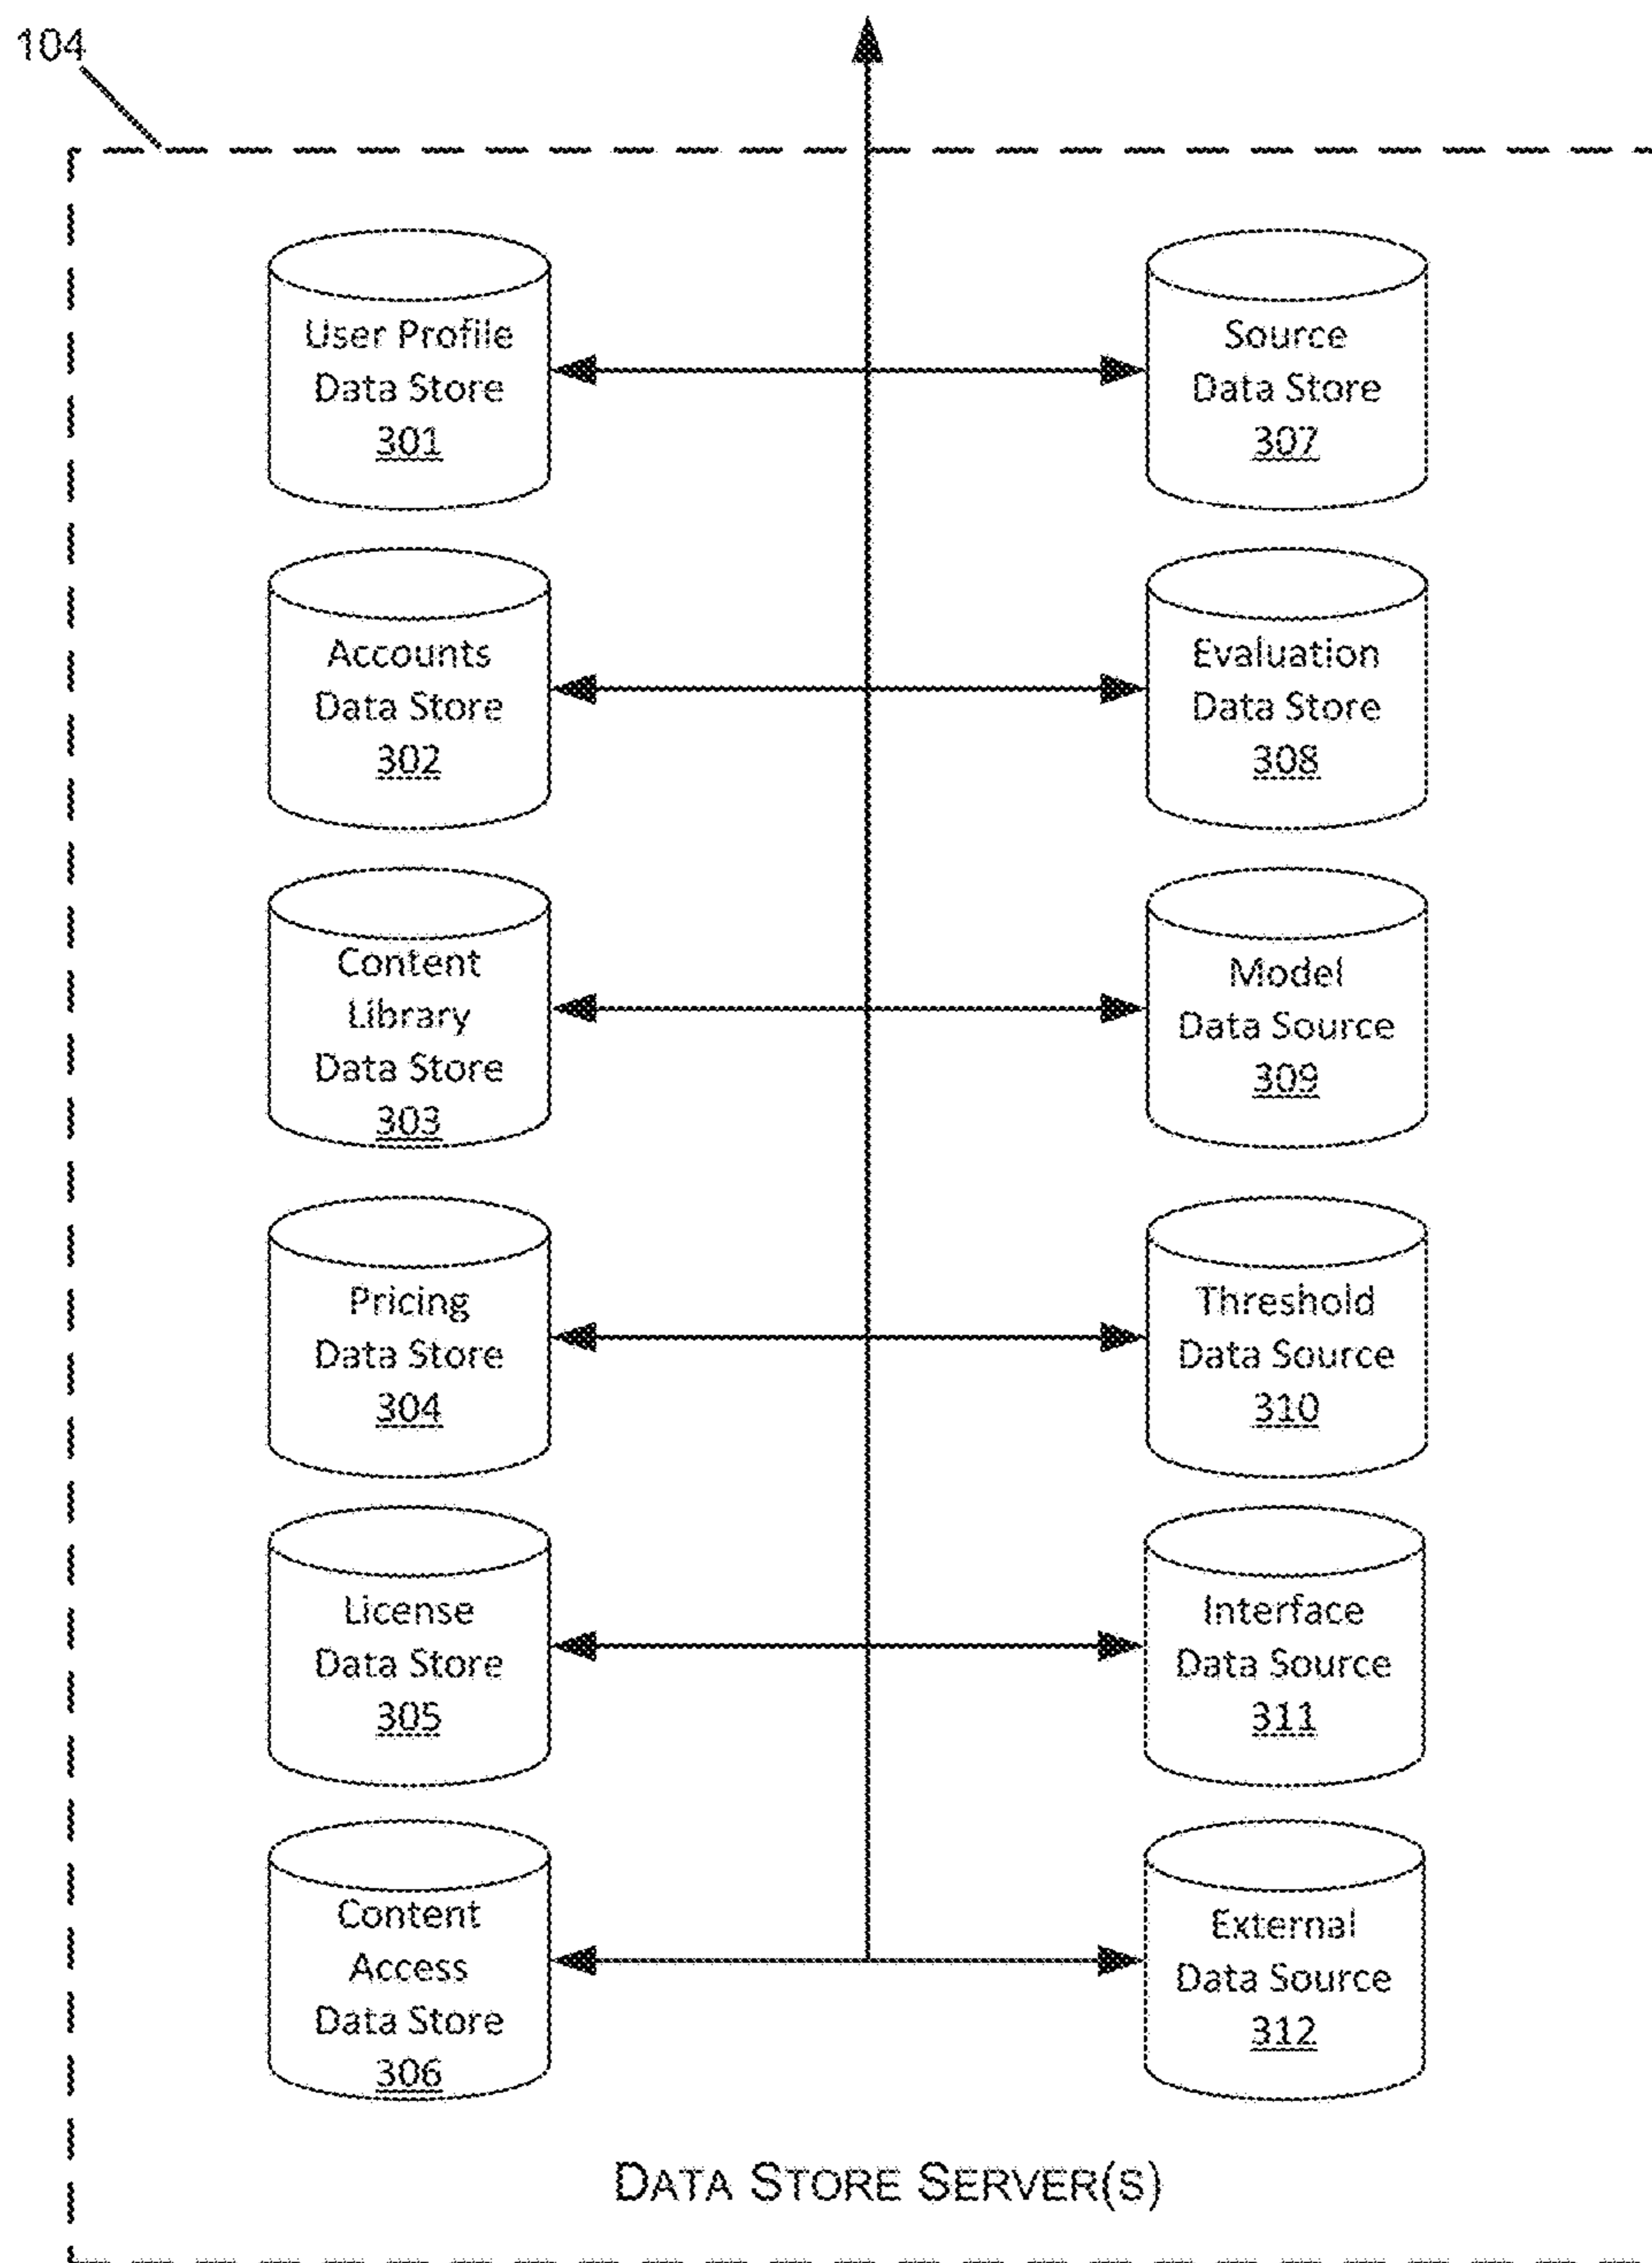 104
User Profile
Data Store
301
Source
Data Store
307
Accounts
Data Store
302
Evaluation
Data Store
308
Content
Library
Data Store
303
Model
Data Source
309
Pricing
Data Store
304
Threshold
Data Source
310
License
Data Store
305
Interface
Data Source
311
Content
Access
Data Store
306
External
Data Source
312
DATA STORE SERVER(S)